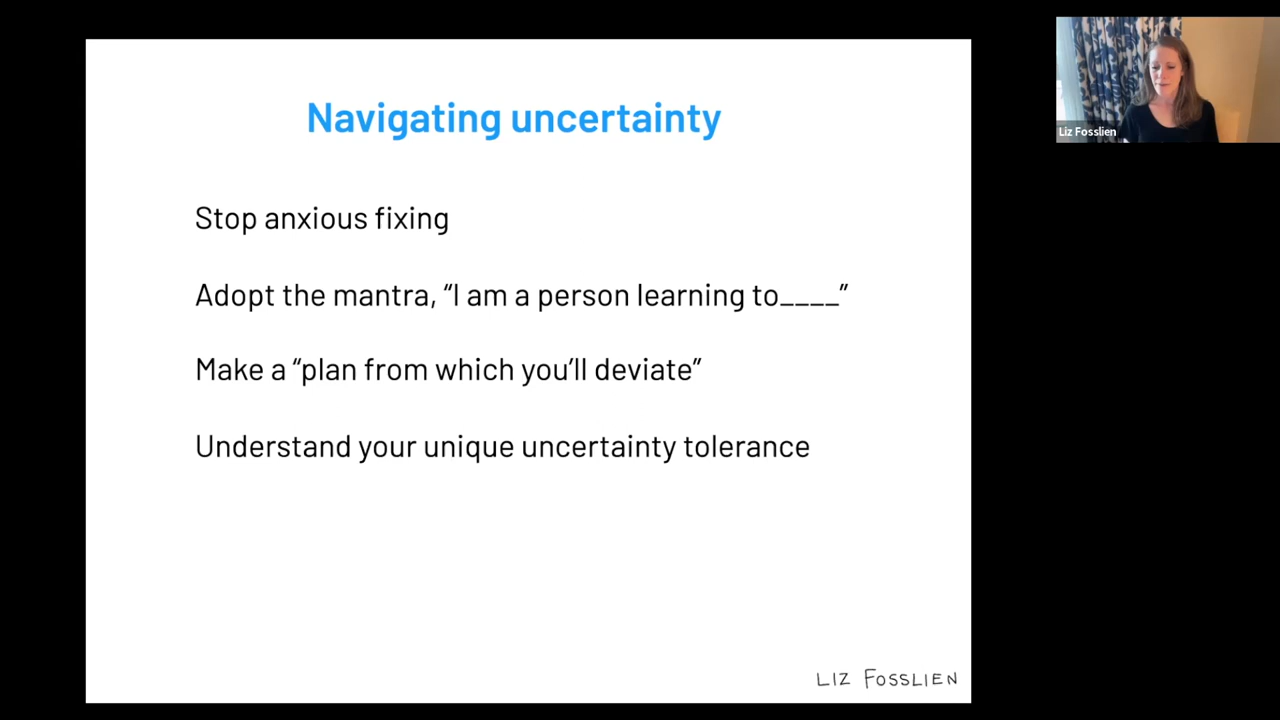 Navigating uncertainty
Stop anxious fixing
Adopt the mantra, “I am a person learning to____”
Make a “plan from which you’ll deviate”
Understand your unique uncertainty tolerance
LIZ FOSSLIEN
Liz Fosslien